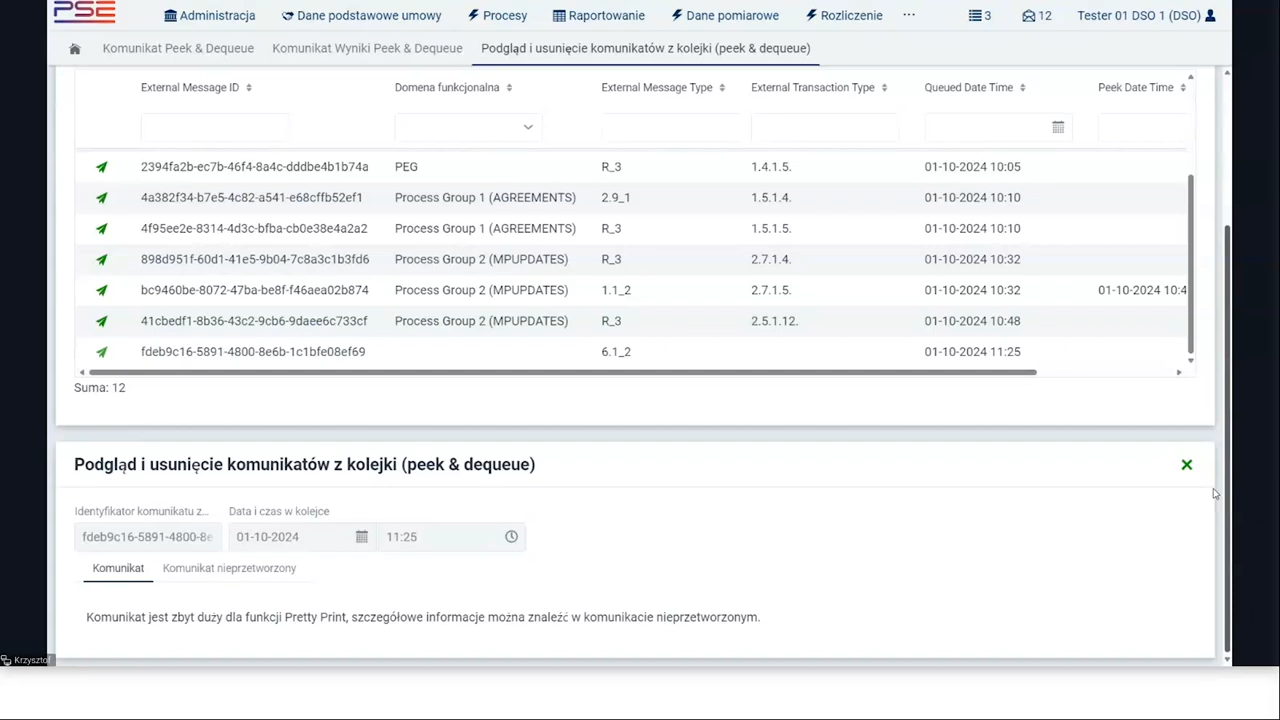 PSE Administracja Dane podstawowe umowy Procesy Raportowanie Dane pomiarowe Rozliczenie ... 3 12 Tester 01 DSO 1 (DSO)
Komunikat Peek & Dequeue Komunikat Wyniki Peek & Dequeue Podgląd i usunięcie komunikatów z kolejki (peek & dequeue)
External Message ID Domena funkcjonalna External Message Type External Transaction Type Queued Date Time Peek Date Time
2394fa2b-ec7b-46f4-8a4c-dddbe4b1b74a PEG R_3 1.4.1.5. 01-10-2024 10:05
4a382f34-b7e5-4c82-a541-e68cffb52ef1 Process Group 1 (AGREEMENTS) 2.9_1 1.5.1.4. 01-10-2024 10:10
4f95ee2e-8314-4d3c-bfba-cb0e38e4a2a2 Process Group 1 (AGREEMENTS) R_3 1.5.1.5. 01-10-2024 10:10
898d951f-60d1-41e5-9b04-7c8a3c1b3fd6 Process Group 2 (MPUPDATES) R_3 2.7.1.4. 01-10-2024 10:32
bc9460be-8072-47ba-be8f-f46aea02b874 Process Group 2 (MPUPDATES) 1.1_2 2.7.1.5. 01-10-2024 10:32 01-10-2024 10:4
41cbedf1-8b36-43c2-9cb6-9daee6c733cf Process Group 2 (MPUPDATES) R_3 2.5.1.12. 01-10-2024 10:48
fdeb9c16-5891-4800-8e6b-1c1bfe08ef69 6.1_2 01-10-2024 11:25
Suma: 12
Podgląd i usunięcie komunikatów z kolejki (peek & dequeue)
Identyfikator komunikatu z... Data i czas w kolejce
fdeb9c16-5891-4800-8e 01-10-2024 11:25
Komunikat Komunikat nieprzetworzony
Komunikat jest zbyt duży dla funkcji Pretty Print, szczegółowe informacje można znaleźć w komunikacie nieprzetworzonym.
Krzysztof